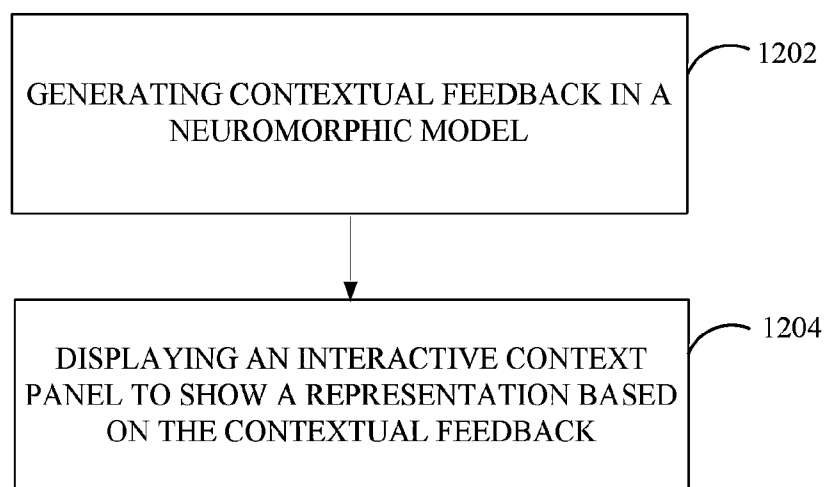 GENERATING CONTEXTUAL FEEDBACK IN A
NEUROMORPHIC MODEL
1202
DISPLAYING AN INTERACTIVE CONTEXT
PANEL TO SHOW A REPRESENTATION BASED
ON THE CONTEXTUAL FEEDBACK
1204